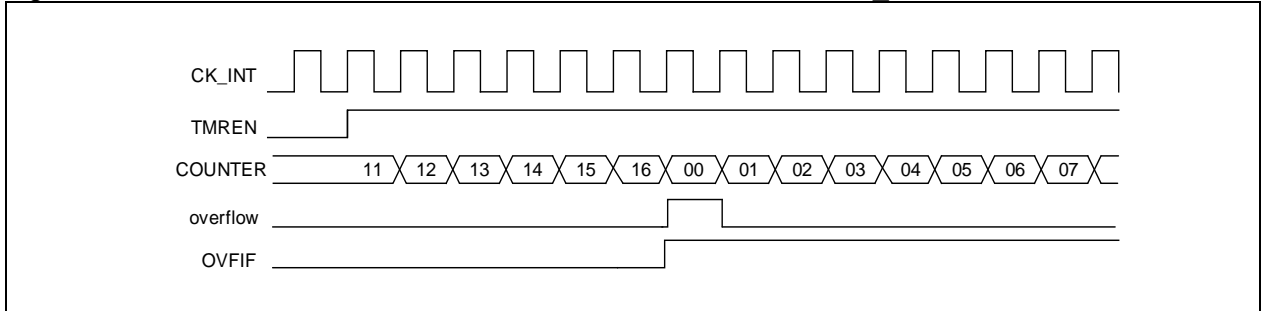 CK_INT
TMREN
COUNTER 11 12 13 14 15 16 00 01 02 03 04 05 06 07
overflow
OVFIF